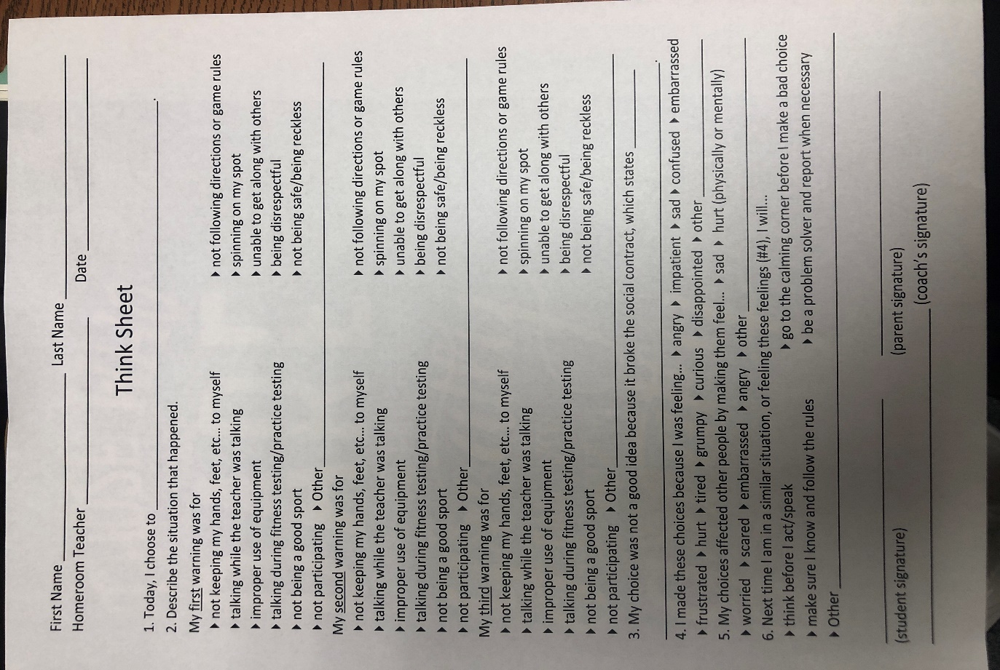 First Name ____________ Last Name ____________
Homeroom Teacher ____________ Date ____________
Think Sheet
1. Today, I choose to ____________.
2. Describe the situation that happened.
My first warning was for
‣ not keeping my hands, feet, etc... to myself ‣ not following directions or game rules
‣ talking while the teacher was talking ‣ spinning on my spot
‣ improper use of equipment ‣ unable to get along with others
‣ talking during fitness testing/practice testing ‣ being disrespectful
‣ not being a good sport ‣ not being safe/being reckless
‣ not participating ‣ Other____________
My second warning was for
‣ not keeping my hands, feet, etc... to myself ‣ not following directions or game rules
‣ talking while the teacher was talking ‣ spinning on my spot
‣ improper use of equipment ‣ unable to get along with others
‣ talking during fitness testing/practice testing ‣ being disrespectful
‣ not being a good sport ‣ not being safe/being reckless
‣ not participating ‣ Other____________
My third warning was for
‣ not keeping my hands, feet, etc... to myself ‣ not following directions or game rules
‣ talking while the teacher was talking ‣ spinning on my spot
‣ improper use of equipment ‣ unable to get along with others
‣ talking during fitness testing/practice testing ‣ being disrespectful
‣ not being a good sport ‣ not being safe/being reckless
‣ not participating ‣ Other____________
3. My choice was not a good idea because it broke the social contract, which states ______
____________.
4. I made these choices because I was feeling... ‣ angry ‣ impatient ‣ sad ‣ confused ‣ embarrassed
‣ frustrated ‣ hurt ‣ tired ‣ grumpy ‣ curious ‣ disappointed ‣ other____________
5. My choices affected other people by making them feel... ‣ sad ‣ hurt (physically or mentally)
‣ worried ‣ scared ‣ embarrassed ‣ angry ‣ other____________
6. Next time I am in a similar situation, or feeling these feelings (#4), I will...
‣ think before I act/speak ‣ go to the calming corner before I make a bad choice
‣ make sure I know and follow the rules ‣ be a problem solver and report when necessary
‣ Other____________
(student signature) (parent signature)
(coach's signature)